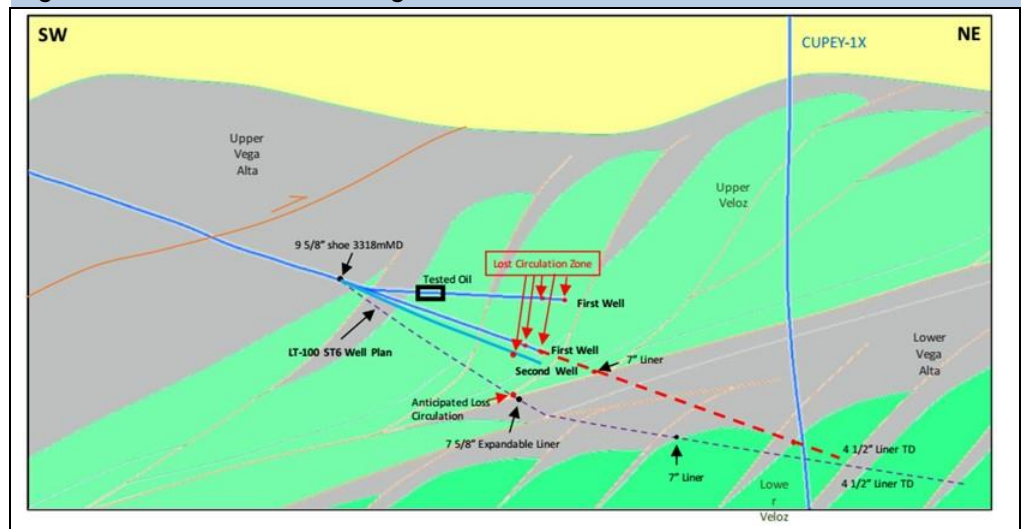 SW
NE
CUPEY-1X
Upper
Vega
Alta
Upper
Veloz
9 5/8" shoe 3318mMD
Lost Circulation Zone
Tested Oil
First Well
LT-100 ST6 Well Plan
First Well
7" Liner
Second Well
Lower
Vega
Alta
Anticipated Loss
Circulation
7 5/8" Expandable Liner
4 1/2" Liner TD
7" Liner
4 1/2" Liner TD
Lowe
r
Veloz